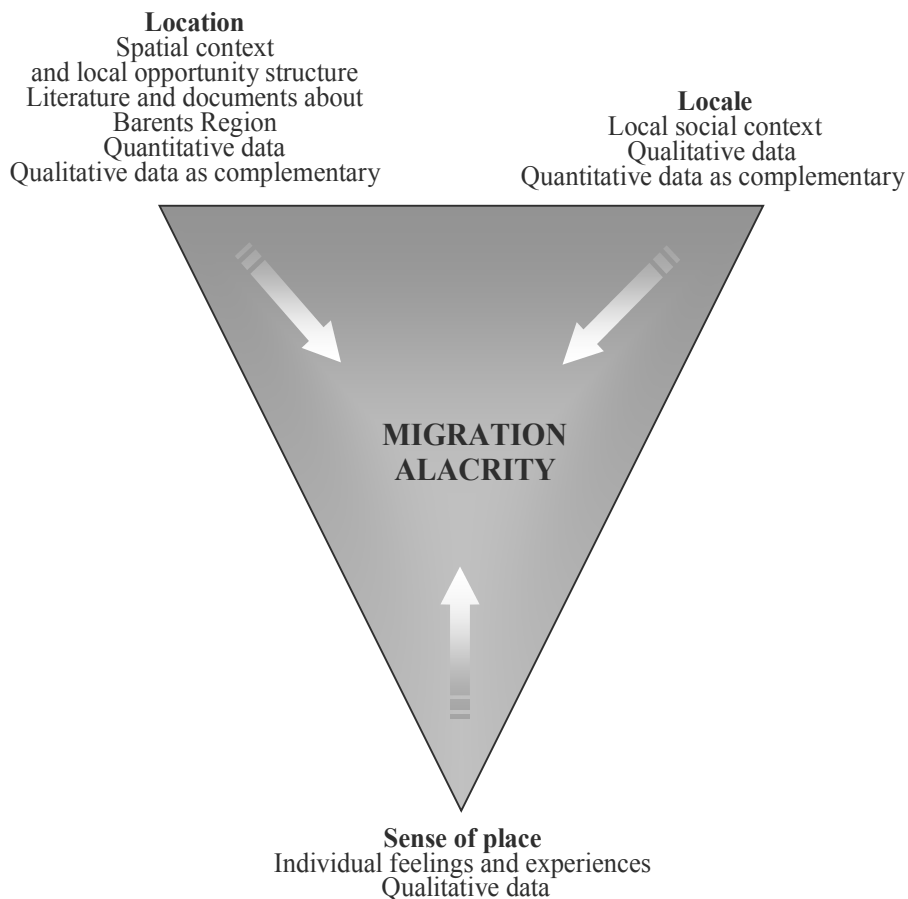 Location
Spatial context
and local opportunity structure
Literature and documents about
Barents Region
Quantitative data
Qualitative data as complementary
Locale
Local social context
Qualitative data
Quantitative data as complementary
MIGRATION
ALACRITY
Sense of place
Individual feelings and experiences
Qualitative data